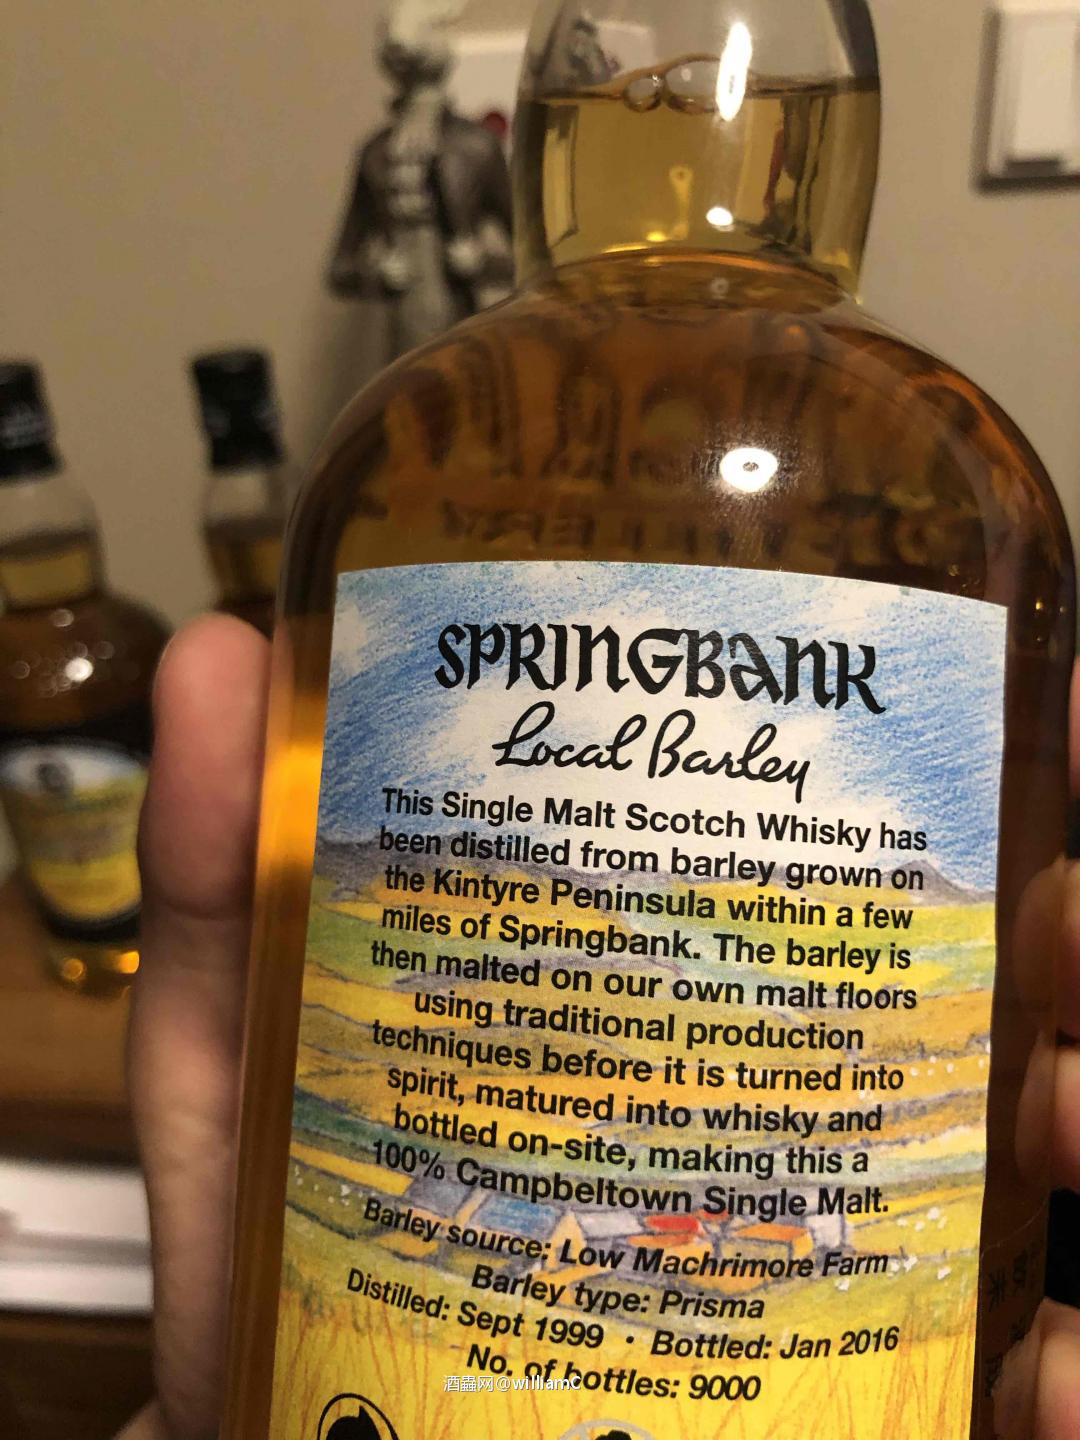 SPRINGBANK
Local Barley
This Single Malt Scotch Whisky has
been distilled from barley grown on
the Kintyre Peninsula within a few
miles of Springbank. The barley is
then malted on our own malt floors
using traditional production
techniques before it is turned into
spirit, matured into whisky and
bottled on-site, making this a
100% Campbeltown Single Malt.
Barley source: Low Machrimore Farm
Barley type: Prisma
Distilled: Sept 1999 • Bottled: Jan 2016
No. of bottles: 9000
酒蟲网@williamC